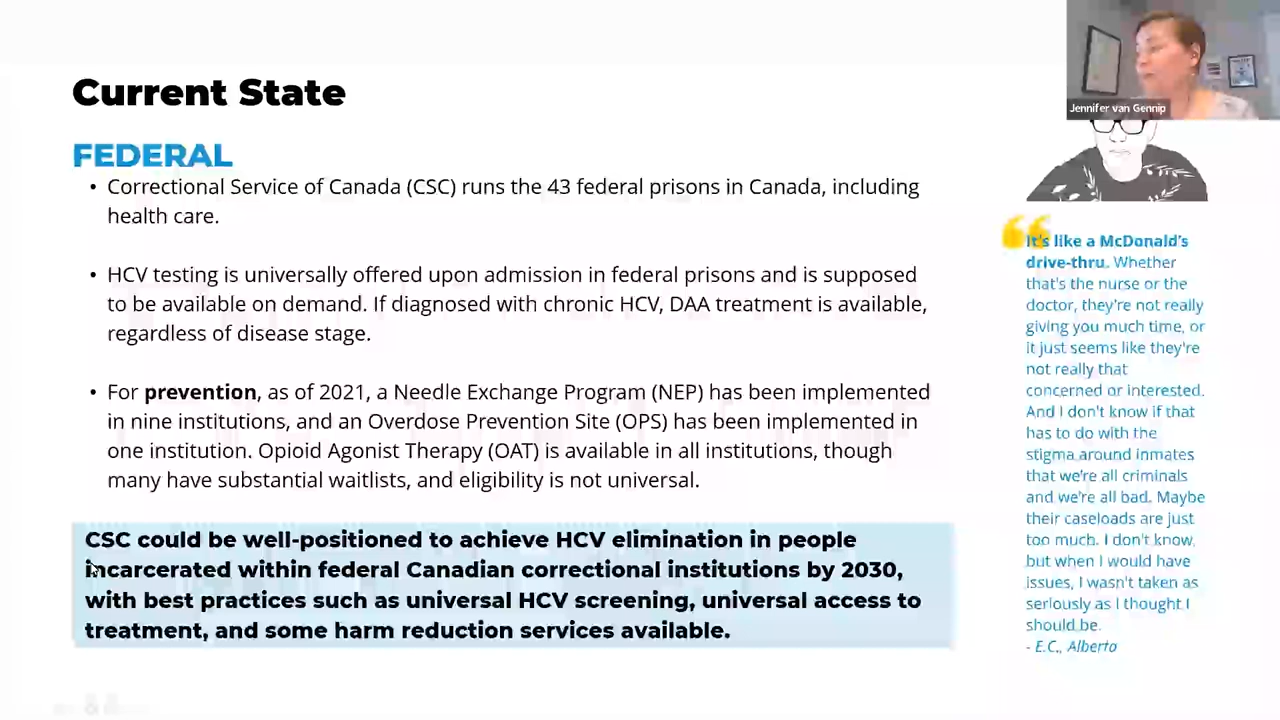 Current State
Jennifer van Gennip
FEDERAL
• Correctional Service of Canada (CSC) runs the 43 federal prisons in Canada, including
health care.
• HCV testing is universally offered upon admission in federal prisons and is supposed
to be available on demand. If diagnosed with chronic HCV, DAA treatment is available,
regardless of disease stage.
• For prevention, as of 2021, a Needle Exchange Program (NEP) has been implemented
in nine institutions, and an Overdose Prevention Site (OPS) has been implemented in
one institution. Opioid Agonist Therapy (OAT) is available in all institutions, though
many have substantial waitlists, and eligibility is not universal.
CSC could be well-positioned to achieve HCV elimination in people
incarcerated within federal Canadian correctional institutions by 2030,
with best practices such as universal HCV screening, universal access to
treatment, and some harm reduction services available.
“
It's like a McDonald's
drive-thru. Whether
that's the nurse or the
doctor, they're not really
giving you much time, or
it just seems like they're
not really that
concerned or interested.
And I don't know if that
has to do with the
stigma around inmates
that we're all criminals
and we're all bad. Maybe
their caseloads are just
too much. I don't know,
but when I would have
issues, I wasn't taken as
seriously as I thought I
should be.
- E.C., Alberta